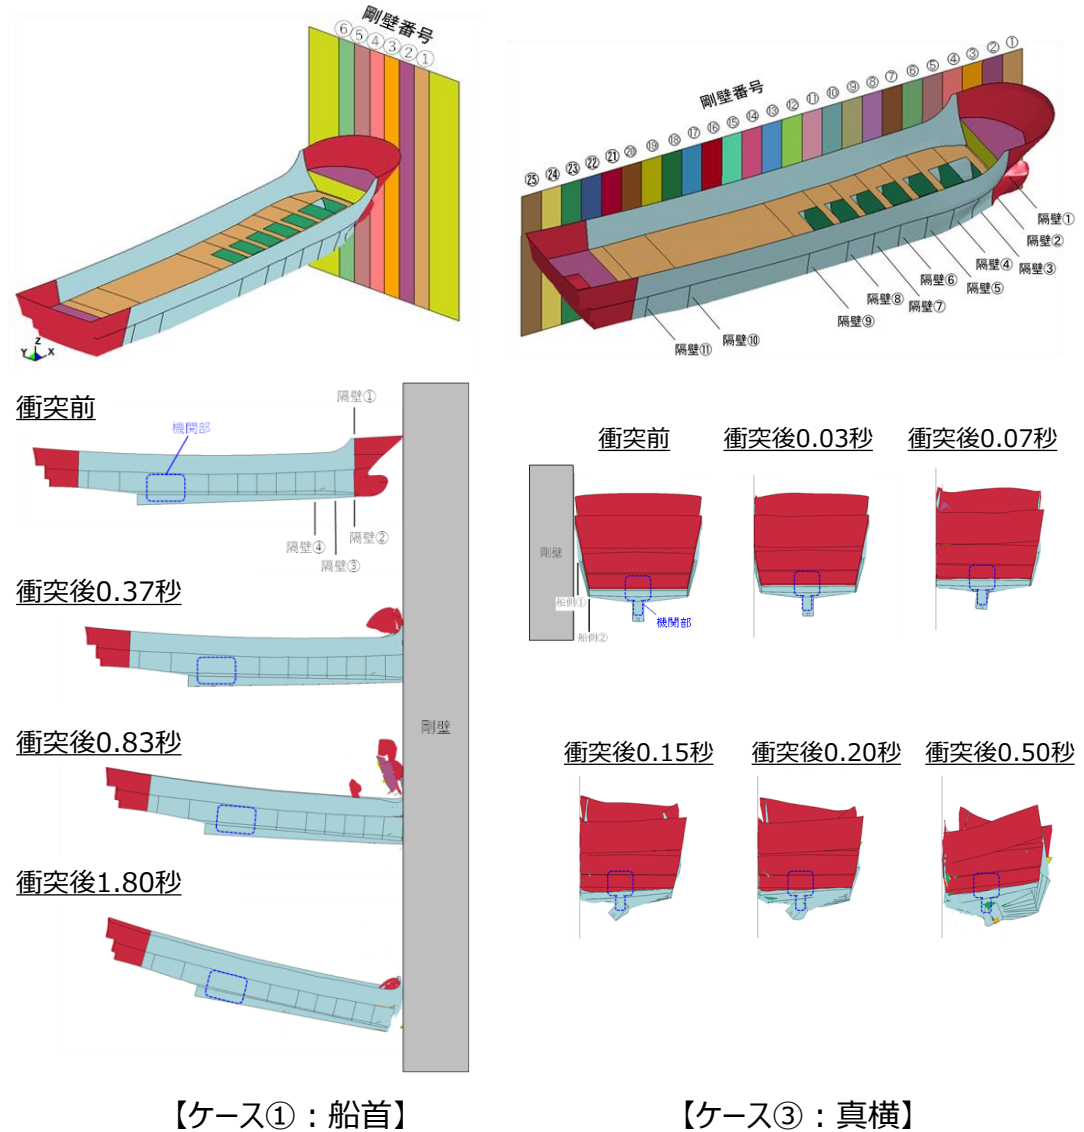 剛壁番号
⑥⑤④③②①
Z
Y
X
剛壁番号
㉕㉔㉓㉒㉑⑳⑲⑱⑰⑯⑮⑭⑬⑫⑪⑩⑨⑧⑦⑥⑤④③②①
隔壁①
隔壁②
隔壁③
隔壁④
隔壁⑤
隔壁⑥
隔壁⑦
隔壁⑧
隔壁⑨
隔壁⑩
隔壁⑪
衝突前
隔壁①
機関部
隔壁②
隔壁③
隔壁④
衝突後0.37秒
衝突後0.83秒
衝突後1.80秒
剛壁
【ケース①：船首】
衝突前
衝突後0.03秒
衝突後0.07秒
剛壁
船側①
船側②
機関部
衝突後0.15秒
衝突後0.20秒
衝突後0.50秒
【ケース③：真横】